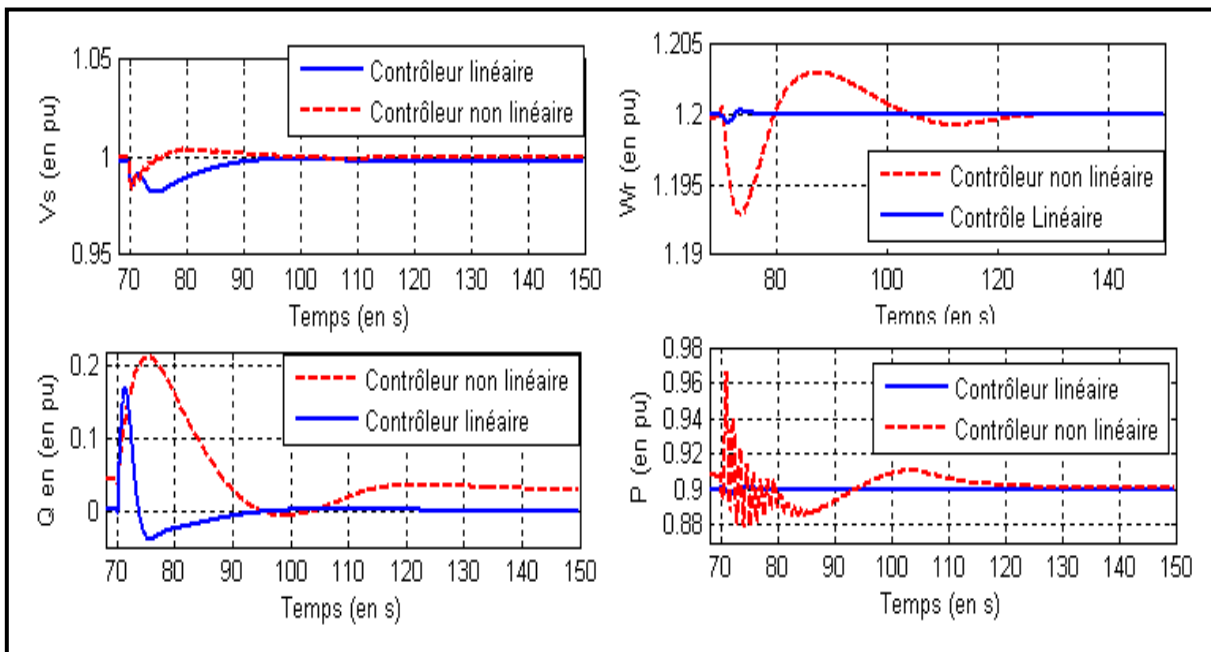 1.05
1
0.95
Vs (en pu)
Contrôleur linéaire
Contrôleur non linéaire
70 80 90 100 110 120 130 140 150
Temps (en s)
1.205
1.2
1.195
1.19
Wr (en pu)
Contrôleur non linéaire
Contrôle Linéaire
80 100 120 140
Temps (en s)
0.2
0.1
0
Q en (en pu)
Contrôleur non linéaire
Contrôleur linéaire
70 80 90 100 110 120 130 140 150
Temps (en s)
0.98
0.96
0.94
0.92
0.9
0.88
P (en pu)
Contrôleur linéaire
Contrôleur non linéaire
70 80 90 100 110 120 130 140 150
Temps (en s)